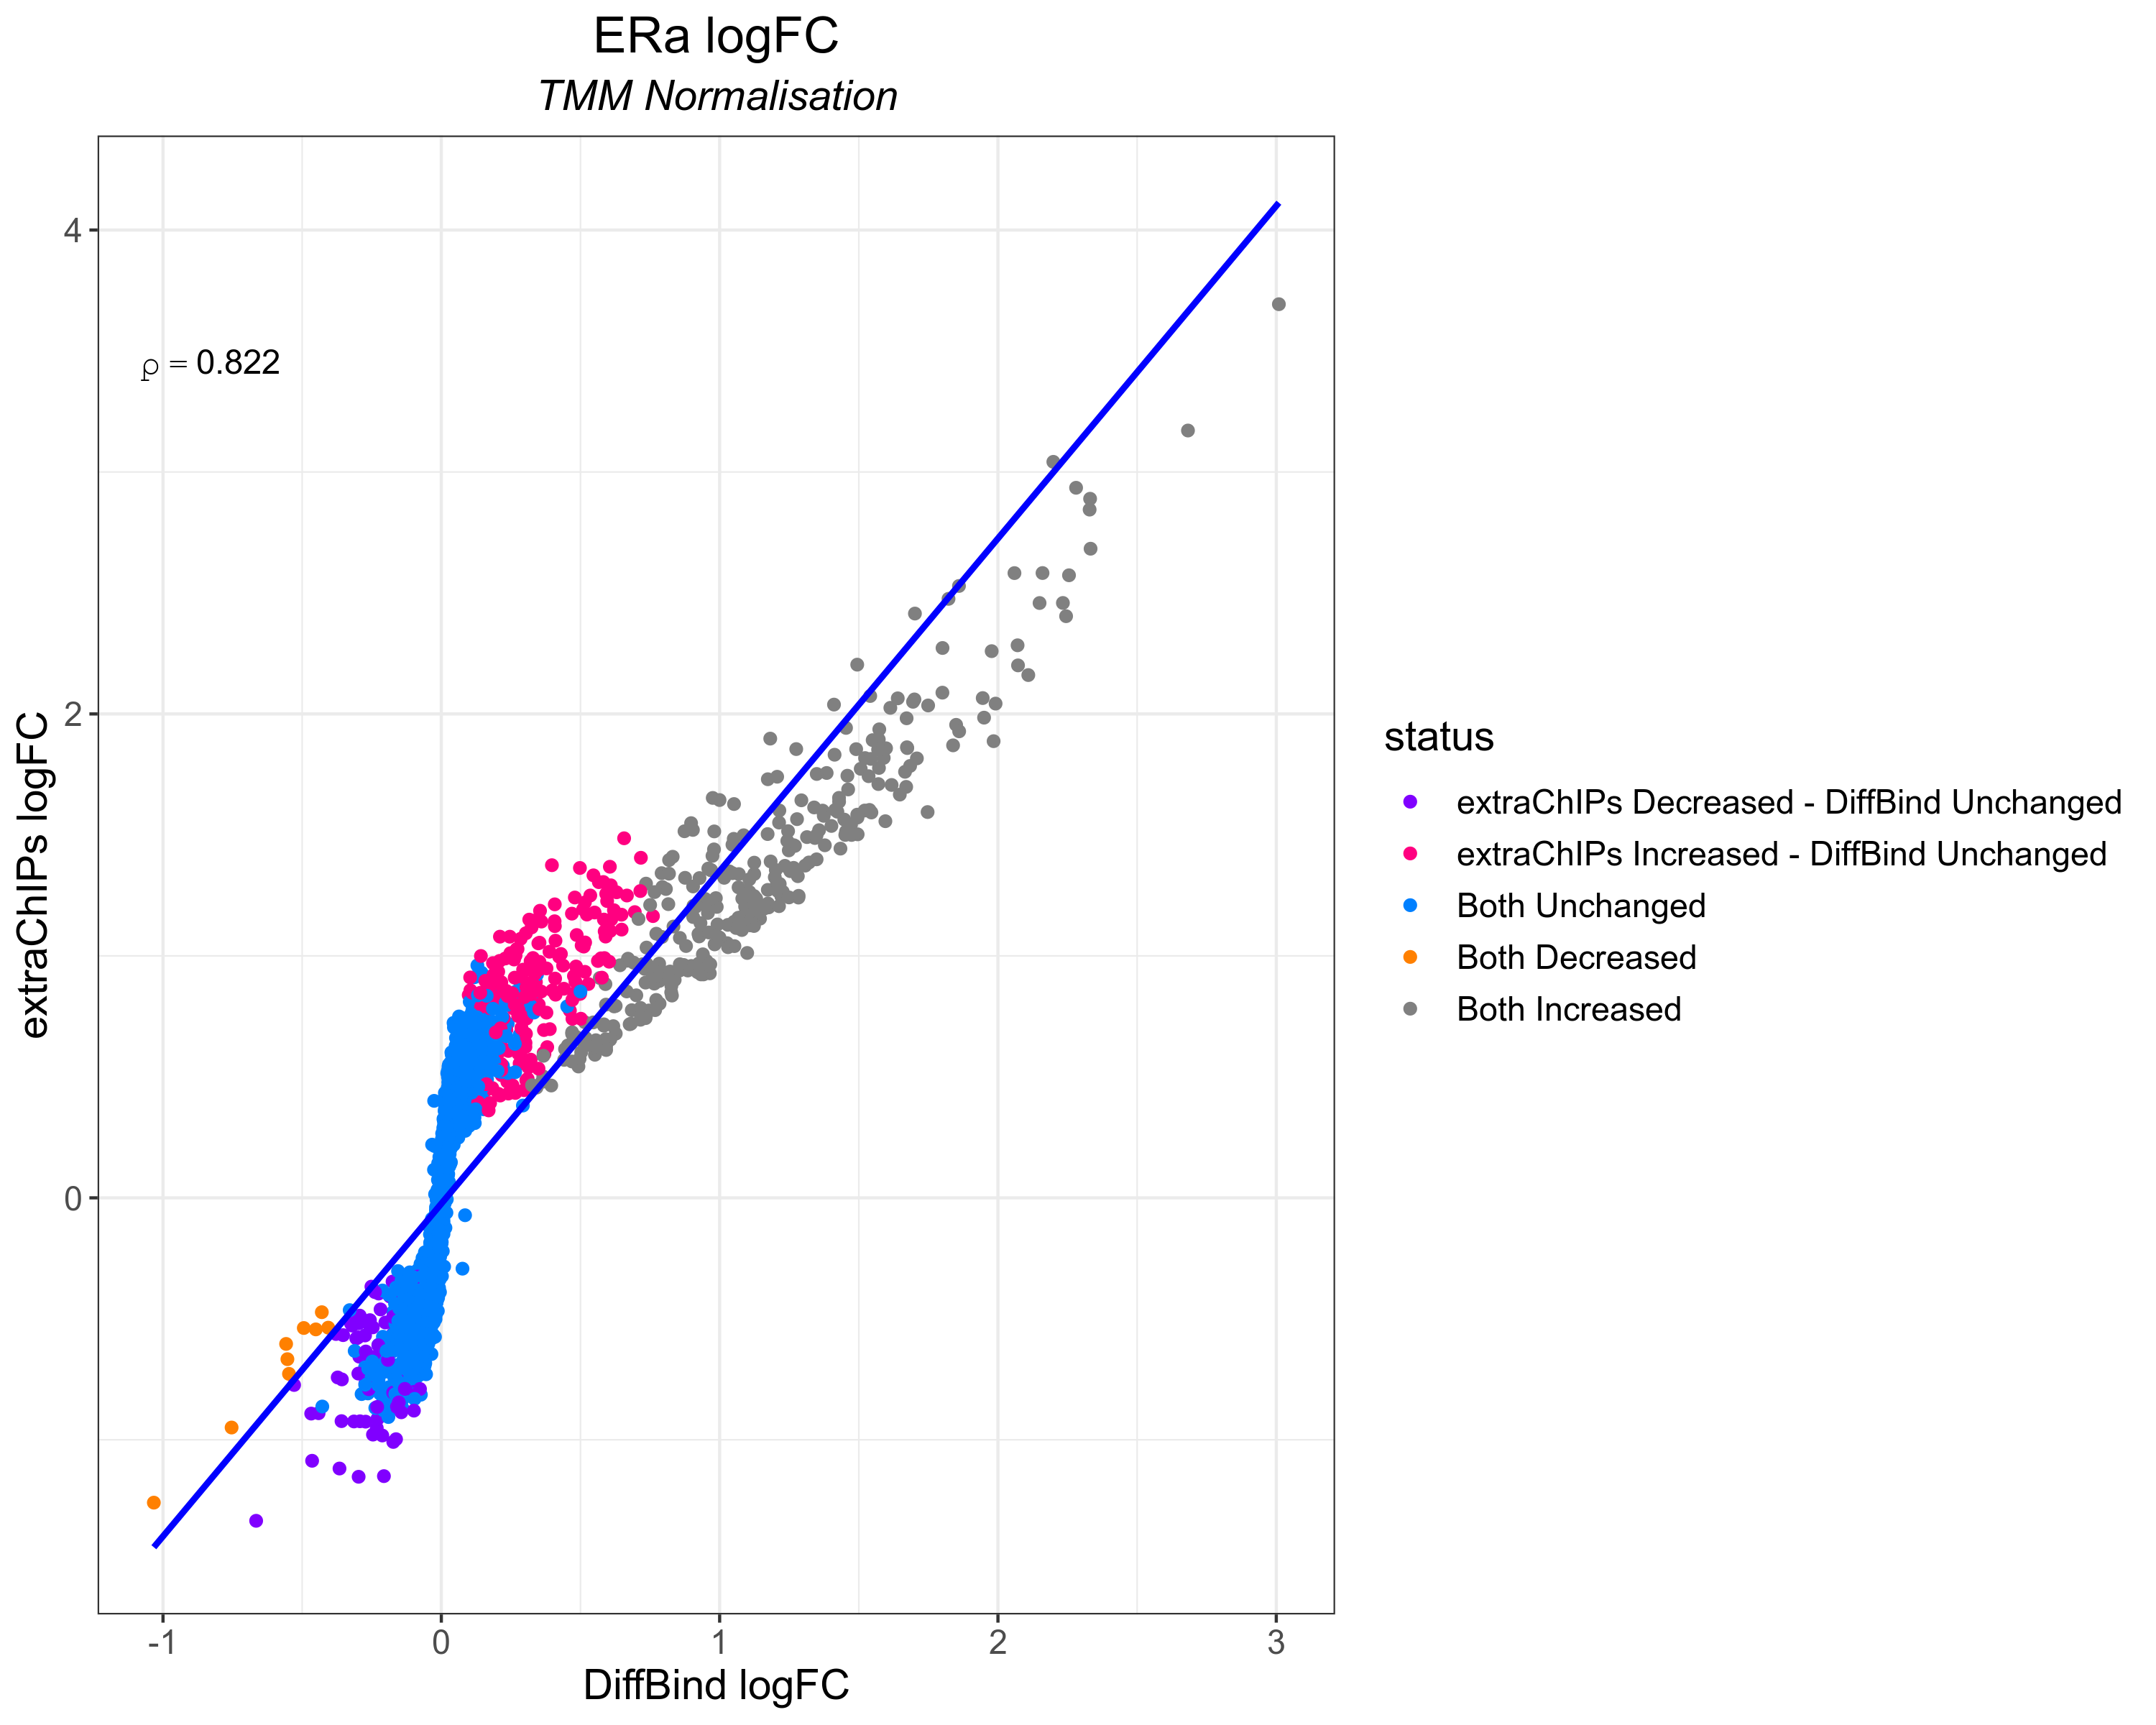 ERa logFC
TMM Normalisation
4
2
0
ρ = 0.822
extraChIPs logFC
-1
0
1
2
3
DiffBind logFC
status
extraChIPs Decreased - DiffBind Unchanged
extraChIPs Increased - DiffBind Unchanged
Both Unchanged
Both Decreased
Both Increased